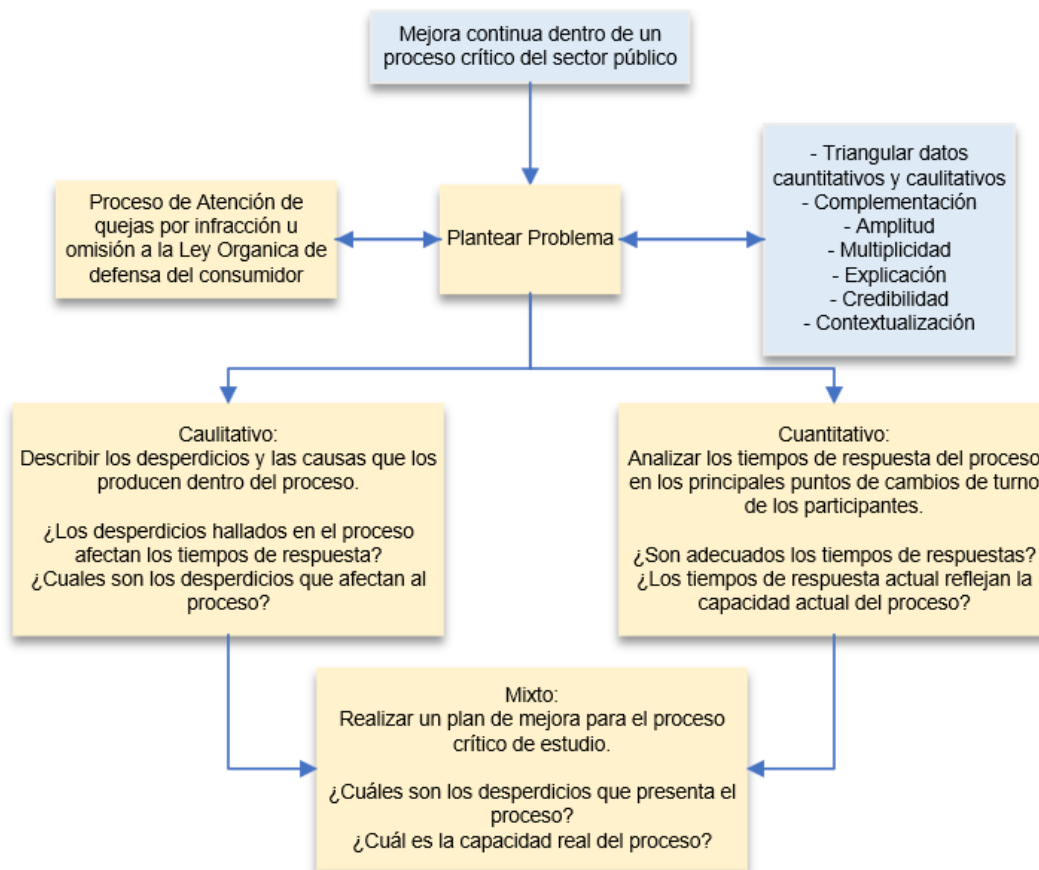 Mejora continua dentro de un
proceso crítico del sector público
Proceso de Atención de
quejas por infracción u
omisión a la Ley Organica de
defensa del consumidor
Plantear Problema
- Triangular datos
cauntitativos y caulitativos
- Complementación
- Amplitud
- Multiplicidad
- Explicación
- Credibilidad
- Contextualización
Caulitativo:
Describir los desperdicios y las causas que los
producen dentro del proceso.
¿Los desperdicios hallados en el proceso
afectan los tiempos de respuesta?
¿Cuales son los desperdicios que afectan al
proceso?
Cuantitativo:
Analizar los tiempos de respuesta del proceso
en los principales puntos de cambios de turno
de los participantes.
¿Son adecuados los tiempos de respuestas?
¿Los tiempos de respuesta actual reflejan la
capacidad actual del proceso?
Mixto:
Realizar un plan de mejora para el proceso
crítico de estudio.
¿Cuáles son los desperdicios que presenta el
proceso?
¿Cuál es la capacidad real del proceso?